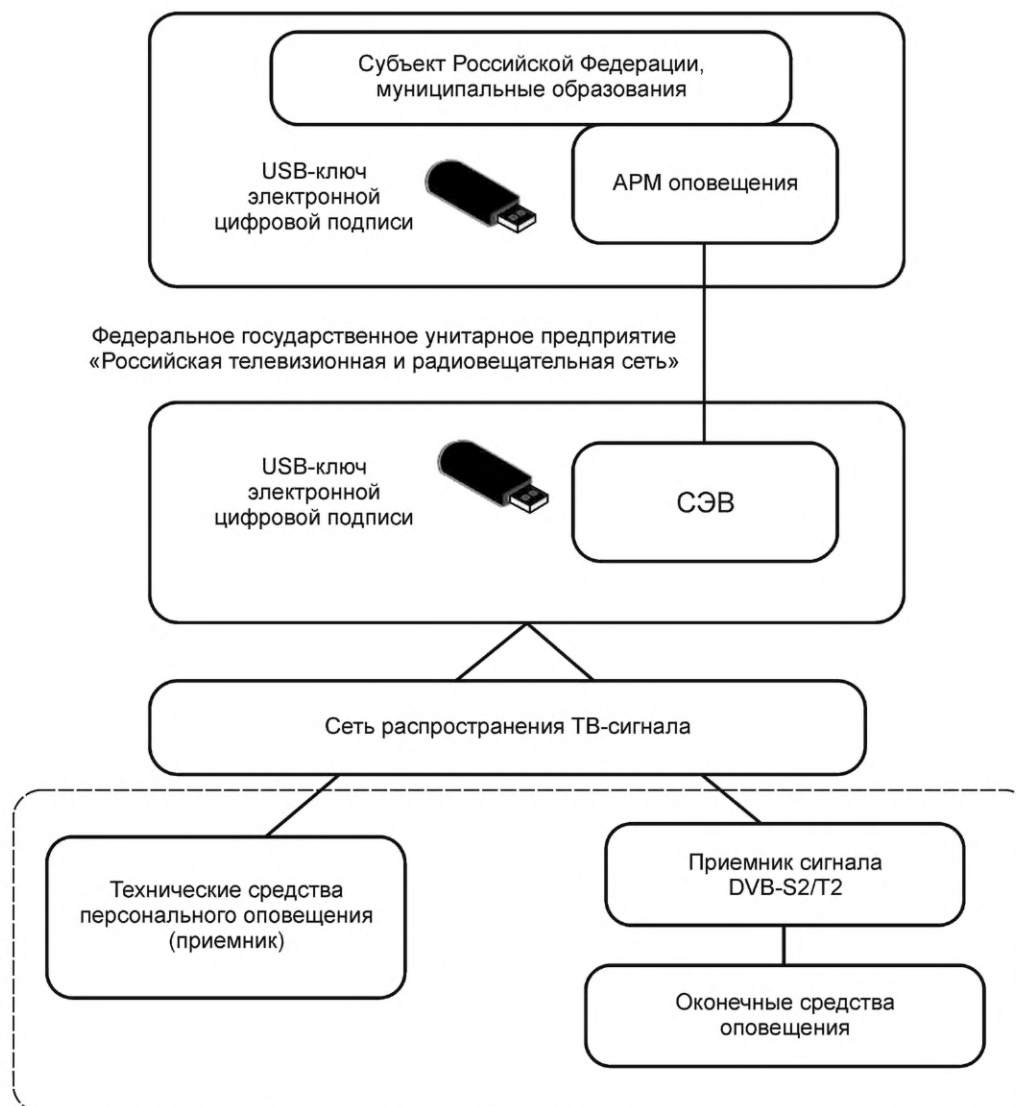 Субъект Российской Федерации,
муниципальные образования
USB-ключ
электронной
цифровой подписи
АРМ оповещения
Федеральное государственное унитарное предприятие
«Российская телевизионная и радиовещательная сеть»
USB-ключ
электронной
цифровой подписи
СЭВ
Сеть распространения ТВ-сигнала
Технические средства
персонального оповещения
(приемник)
Приемник сигнала
DVB-S2/T2
Оконечные средства
оповещения